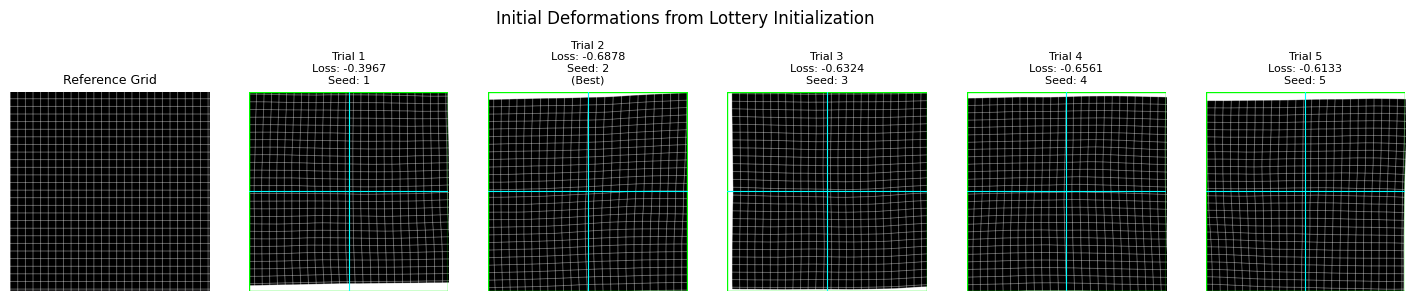 Initial Deformations from Lottery Initialization
Reference Grid
Trial 1
Loss: -0.3967
Seed: 1
Trial 2
Loss: -0.6878
Seed: 2
(Best)
Trial 3
Loss: -0.6324
Seed: 3
Trial 4
Loss: -0.6561
Seed: 4
Trial 5
Loss: -0.6133
Seed: 5